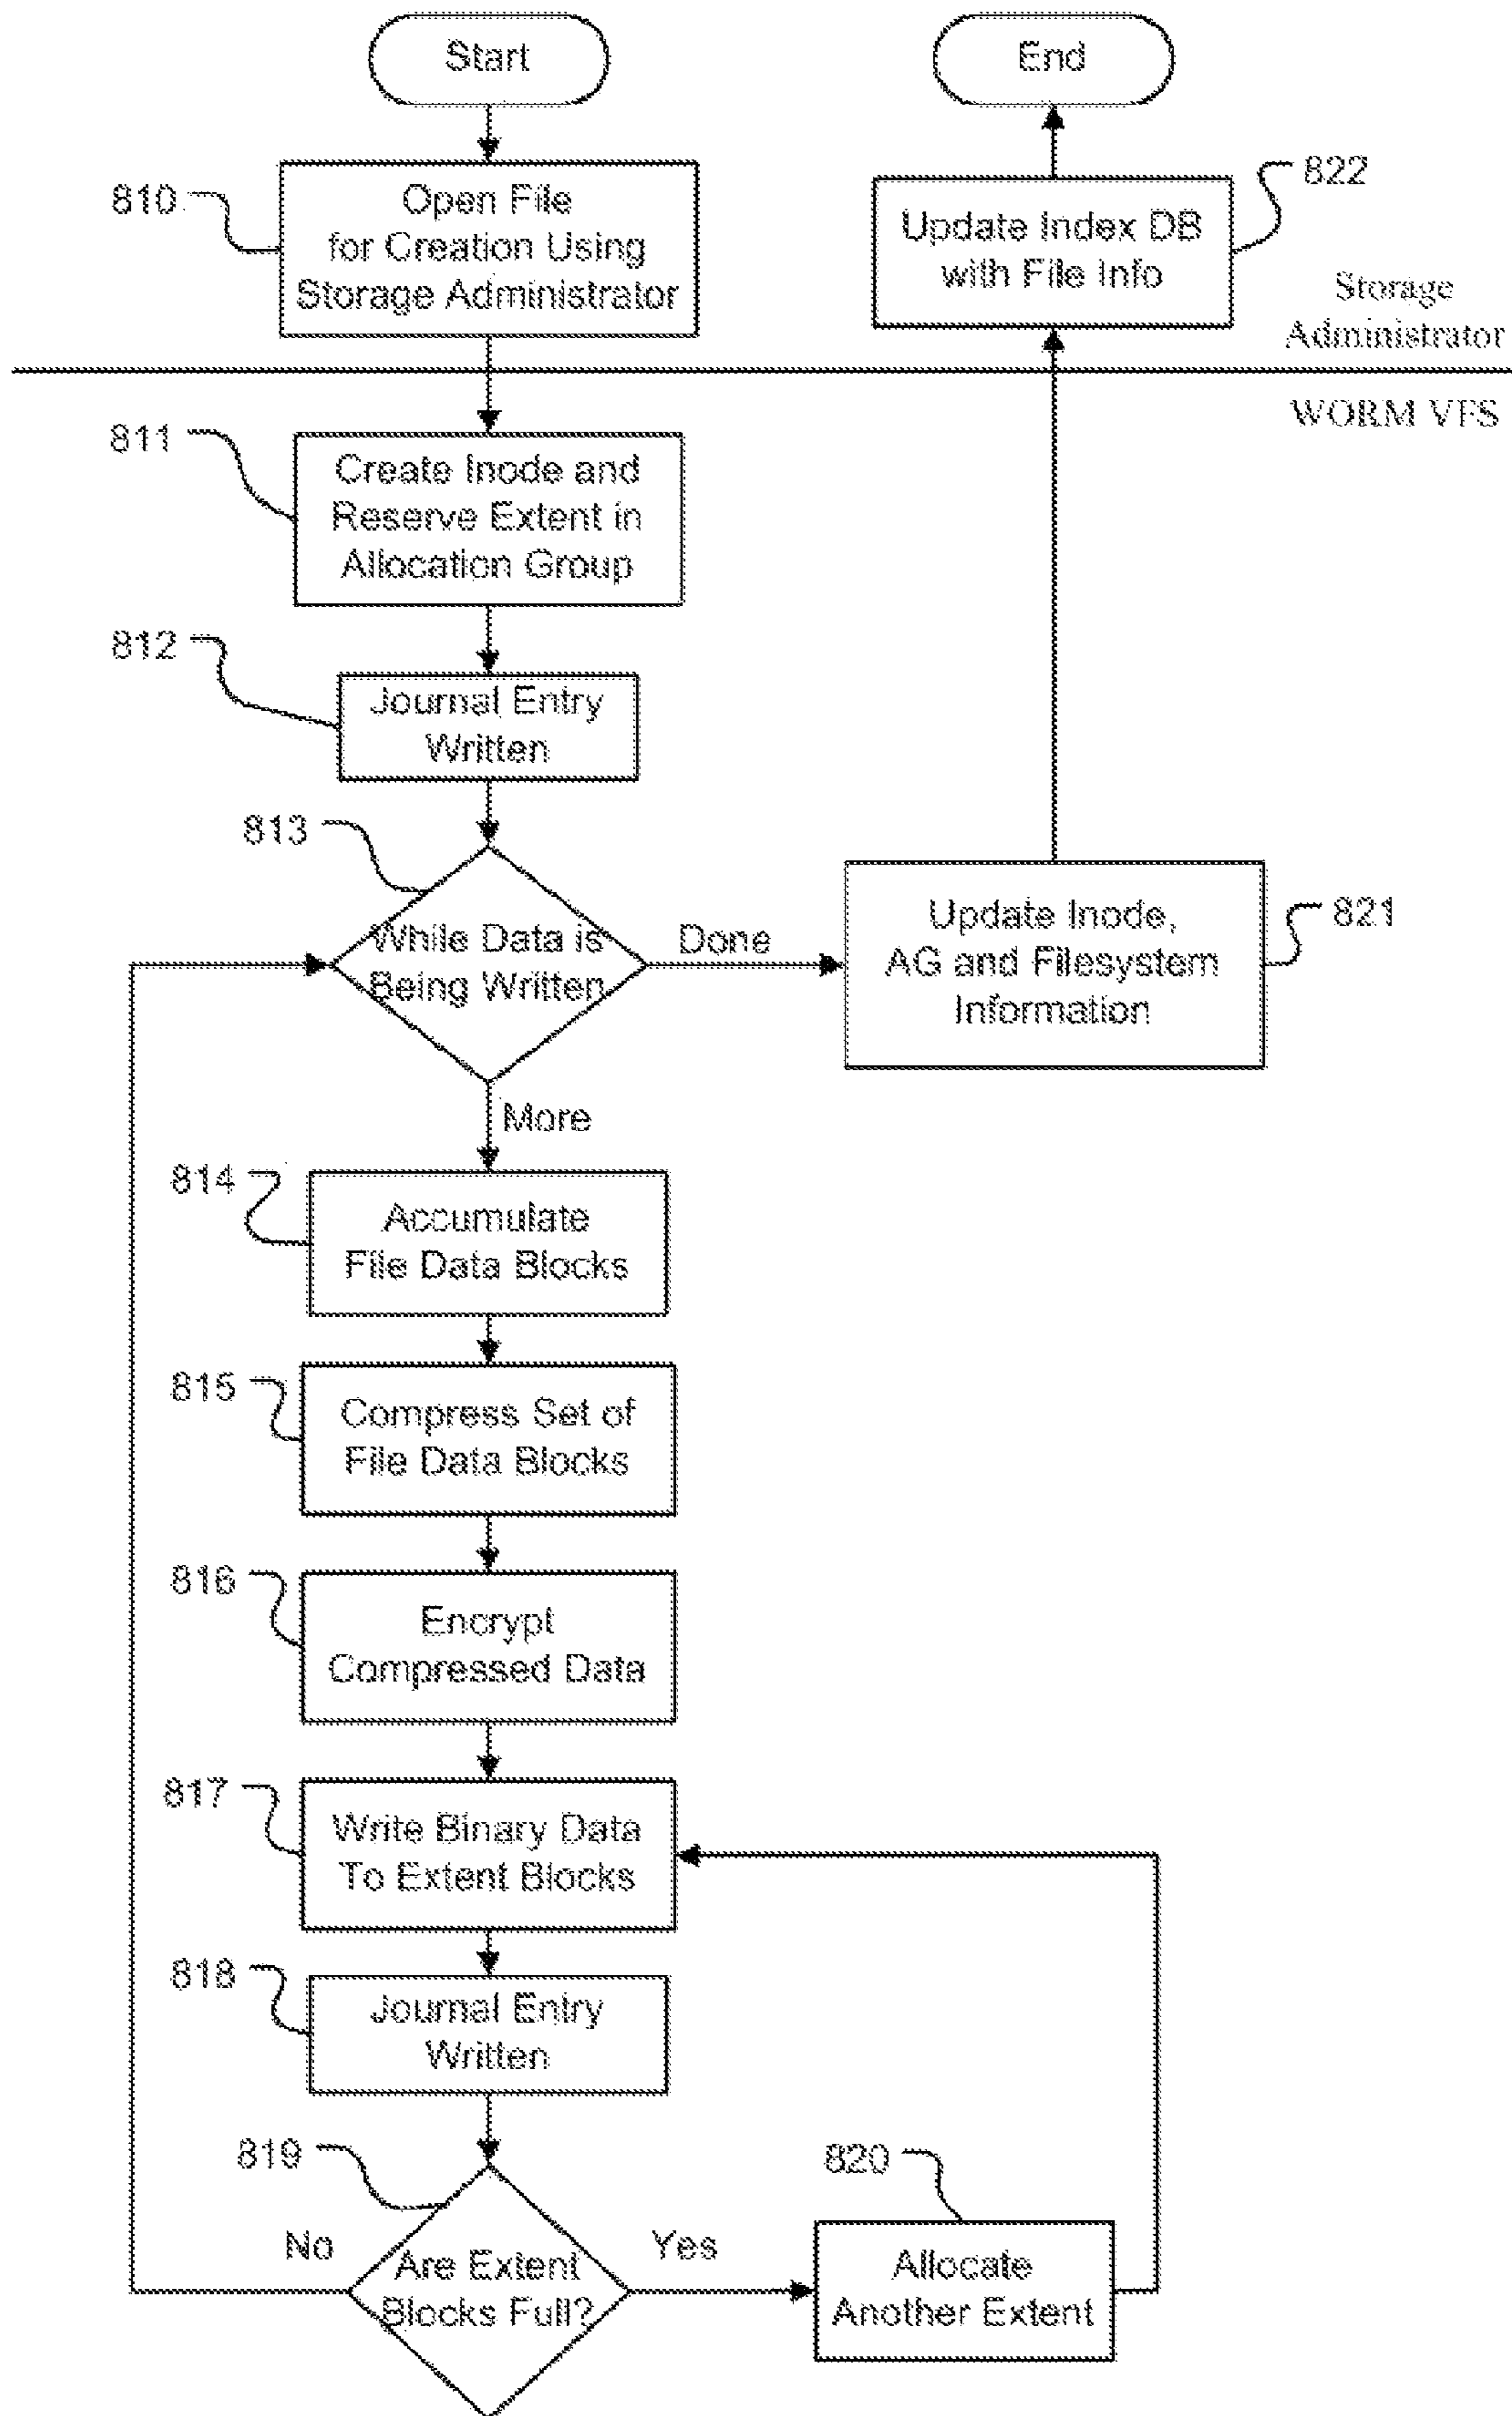 Start
End
810
Open File
for Creation Using
Storage Administrator
822
Update Index DB
with File Info
Storage
Administrator
WORM VFS
811
Create Inode and
Reserve Extent in
Allocation Group
812
Journal Entry
Written
813
While Data is
Being Written
Done
821
Update Inode,
AG and Filesystem
Information
More
814
Accumulate
File Data Blocks
815
Compress Set of
File Data Blocks
816
Encrypt
Compressed Data
817
Write Binary Data
To Extent Blocks
818
Journal Entry
Written
819
Are Extent
Blocks Full?
No
Yes
820
Allocate
Another Extent